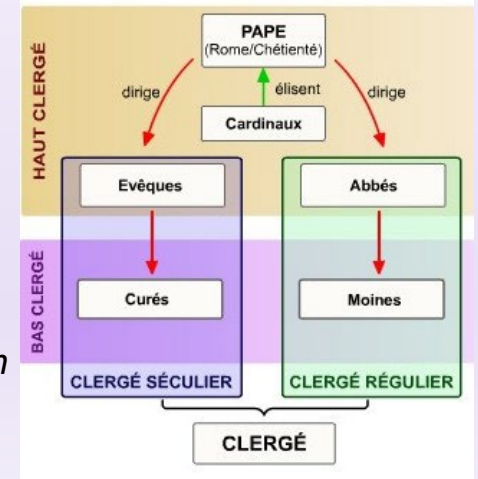 PAPE
(Rome/Chétienté)
HAUT CLERGÉ
dirige
élisent
dirige
Cardinaux
Evêques
Abbés
BAS CLERGÉ
Curés
Moines
CLERGÉ SÉCULIER
CLERGÉ RÉGULIER
CLERGÉ